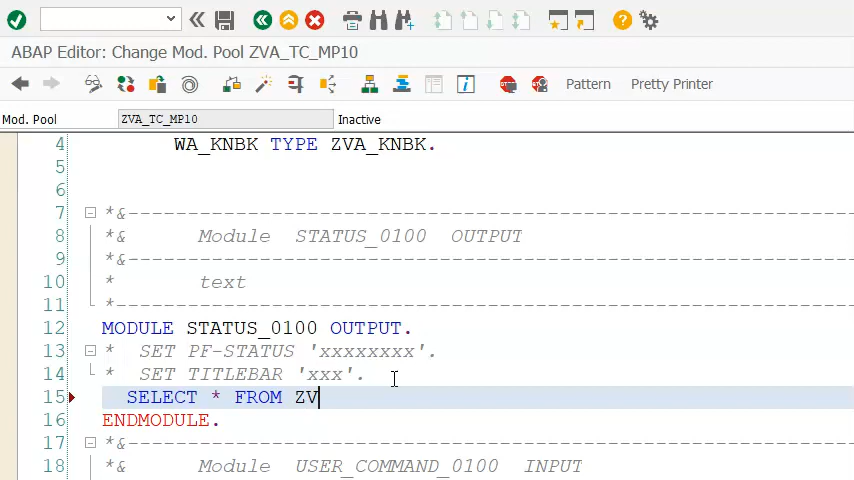 ABAP Editor: Change Mod. Pool ZVA_TC_MP10
Pattern Pretty Printer
Mod. Pool ZVA_TC_MP10 Inactive
4 WA_KNBK TYPE ZVA_KNBK.
5
6
7 *&---------------------------------------------------------------
8 *& Module STATUS_0100 OUTPUT
9 *&---------------------------------------------------------------
10 * text
11 *----------------------------------------------------------------
12 MODULE STATUS_0100 OUTPUT.
13 * SET PF-STATUS 'xxxxxxxx'.
14 * SET TITLEBAR 'xxx'.
15 SELECT * FROM ZV
16 ENDMODULE.
17 *&---------------------------------------------------------------
18 *& Module USER_COMMAND_0100 INPUT